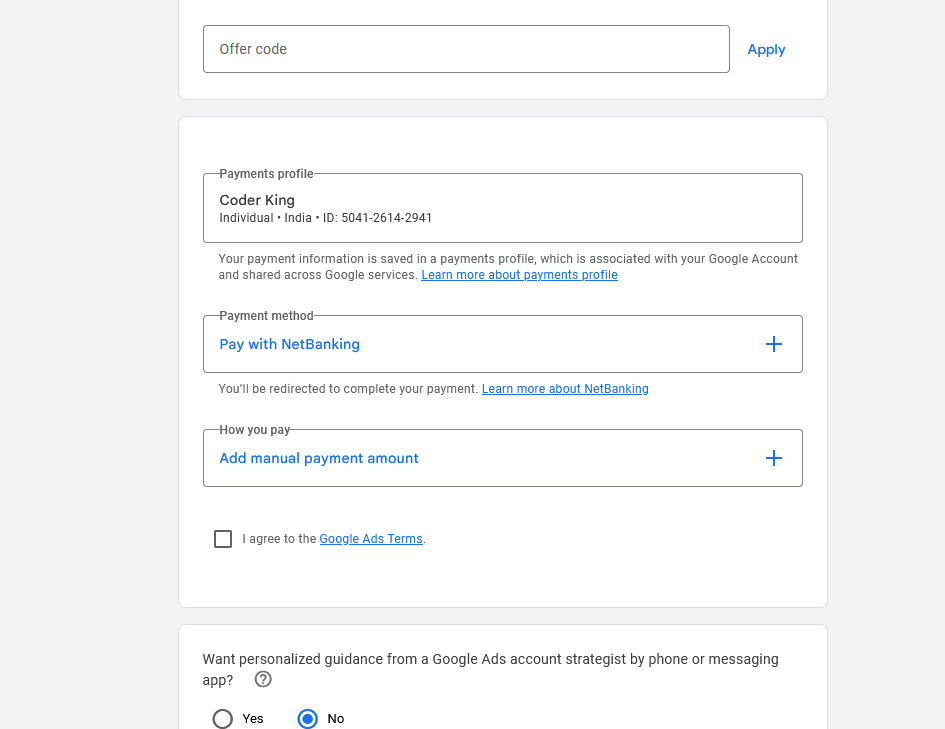 Offer code
Apply
Payments profile
Coder King
Individual • India • ID: 5041-2614-2941
Your payment information is saved in a payments profile, which is associated with your Google Account
and shared across Google services. Learn more about payments profile
Payment method
Pay with NetBanking
You’ll be redirected to complete your payment. Learn more about NetBanking
How you pay
Add manual payment amount
I agree to the Google Ads Terms.
Want personalized guidance from a Google Ads account strategist by phone or messaging
app?
Yes
No